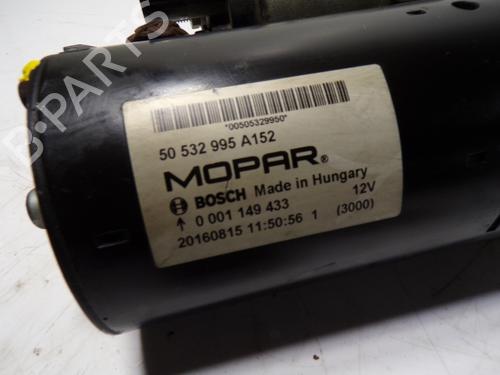 *00505329950*
50 532 995 A152
MOPAR®
BOSCH Made in Hungary
0 001 149 433 12V
20160815 11:50:56 1 (3000)
B-PARTS